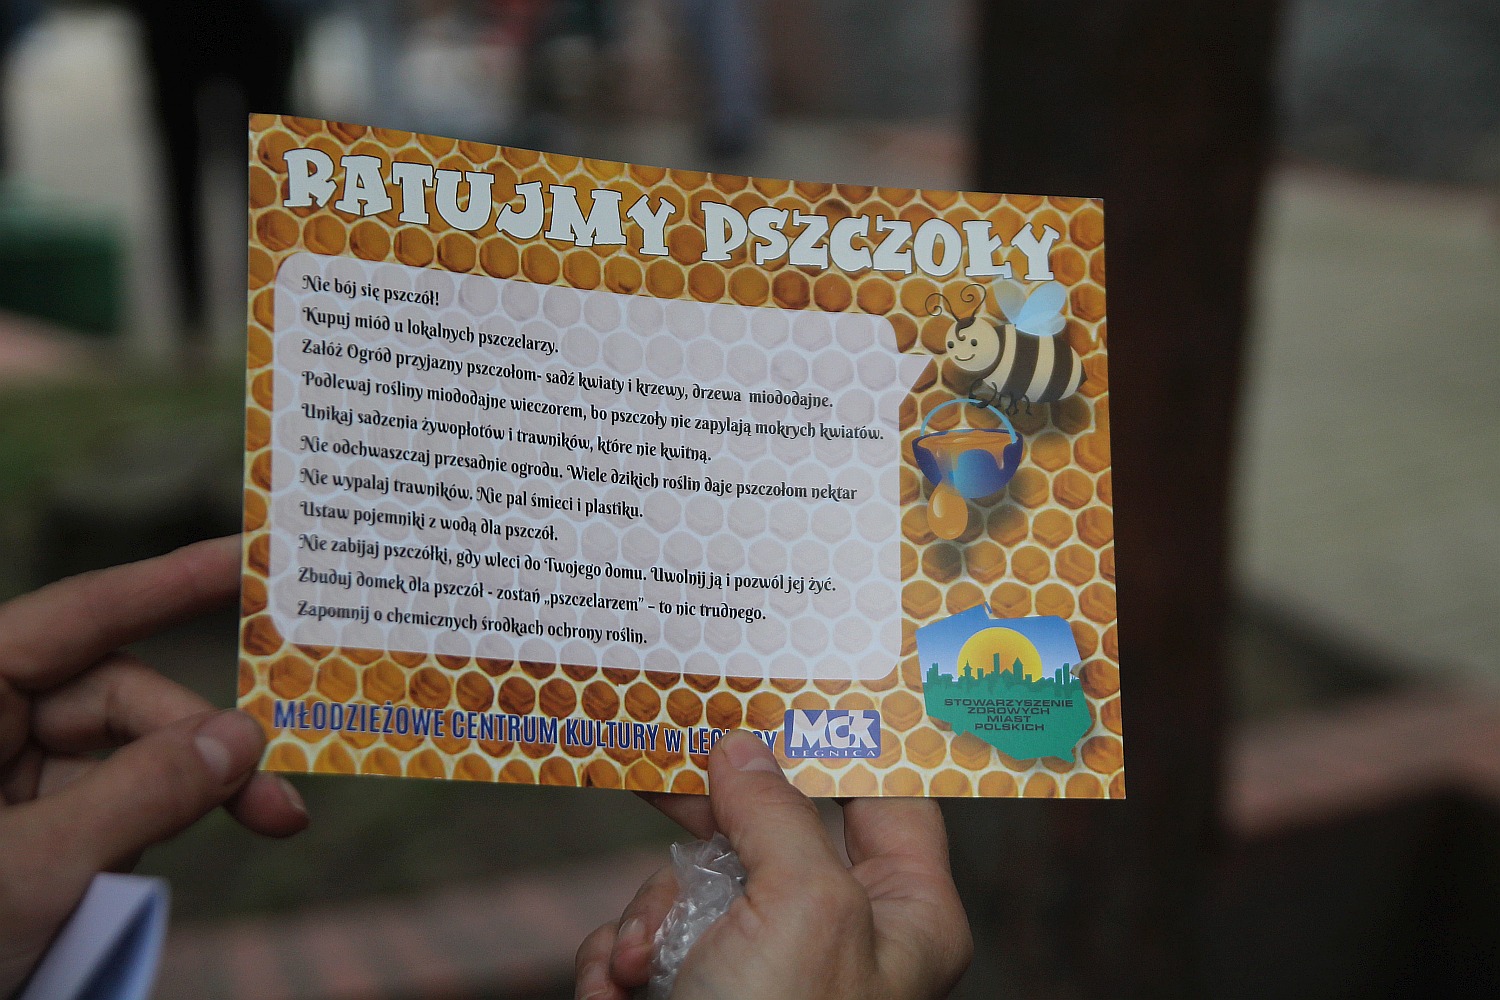 RATUJMY PSZCZOŁY
Nie bój się pszczół!
Kupuj miód u lokalnych pszczelarzy.
Załóż Ogród przyjazny pszczołom- sadź kwiaty i krzewy, drzewa miododajne.
Podlewaj rośliny miododajne wieczorem, bo pszczoły nie zapylają mokrych kwiatów.
Unikaj sadzenia żywopłotów i trawników, które nie kwitną.
Nie odchwaszczaj przesadnie ogrodu. Wiele dzikich roślin daje pszczołom nektar
Nie wypalaj trawników. Nie pal śmieci i plastiku.
Ustaw pojemniki z wodą dla pszczół.
Nie zabijaj pszczółki, gdy wleci do Twojego domu. Uwolnij ją i pozwól jej żyć.
Zbuduj domek dla pszczół - zostań „pszczelarzem” – to nic trudnego.
Zapomnij o chemicznych środkach ochrony roślin.
STOWARZYSZENIE
ZDROWYCH
MIAST
POLSKICH
MŁODZIEŻOWE CENTRUM KULTURY W
MCK
LEGNICA